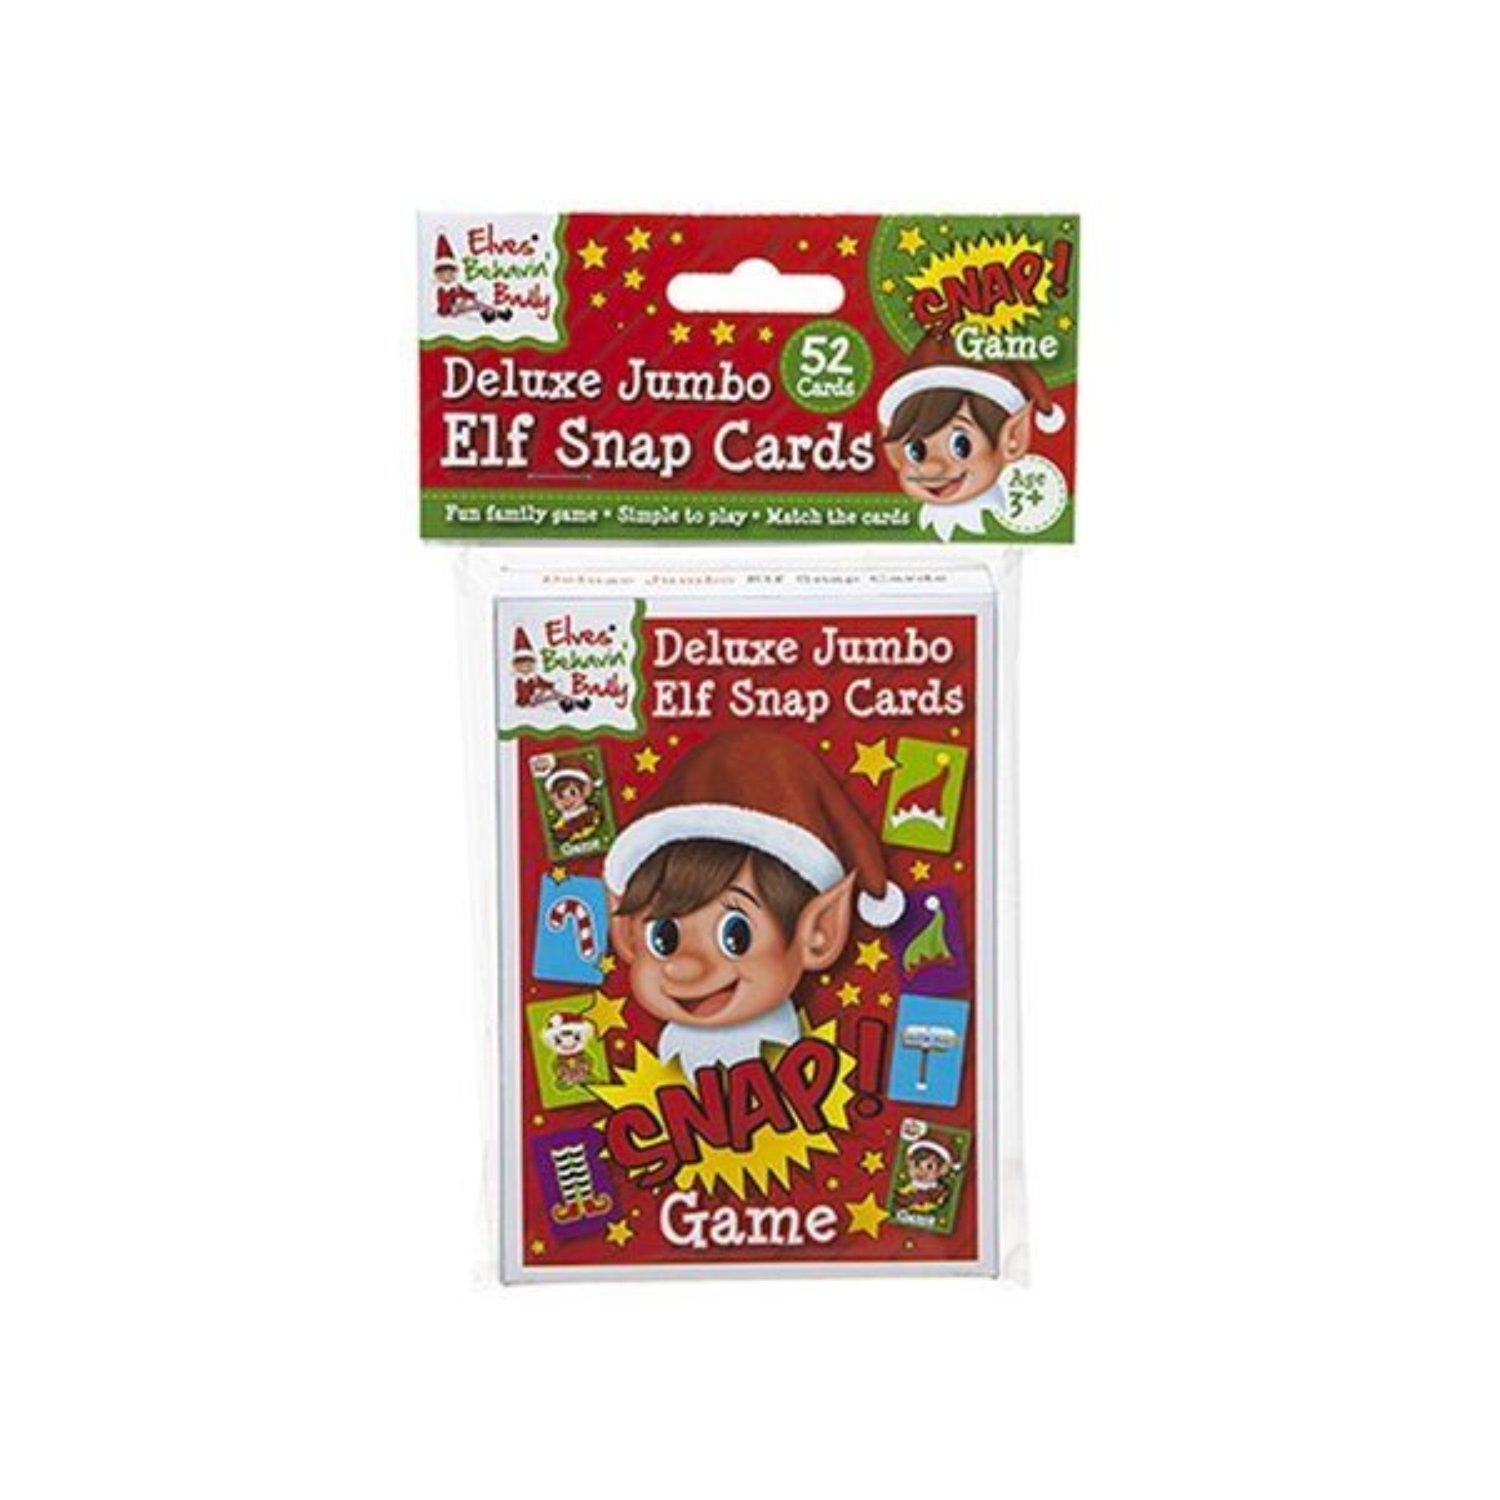 Elves
Behavin'
Badly
SNAP!
Game
52
Cards
Deluxe Jumbo
Elf Snap Cards
Age
3+
Fun family game • Simple to play • Match the cards
Deluxe Jumbo Elf Snap Cards
Elves
Behavin'
Badly
Deluxe Jumbo
Elf Snap Cards
Game
SNAP!
Game
Game